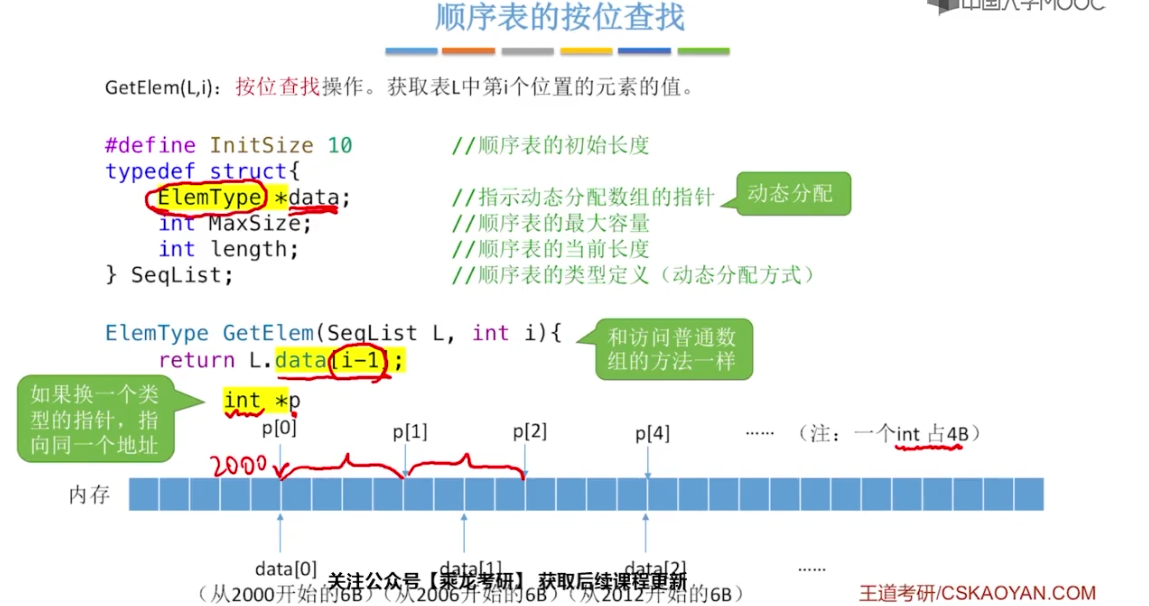 中国大学MOOC
顺序表的按位查找
GetElem(L,i)：按位查找操作。获取表L中第i个位置的元素的值。
#define InitSize 10 //顺序表的初始长度
typedef struct{
ElemType *data; //指示动态分配数组的指针
动态分配
int MaxSize; //顺序表的最大容量
int length; //顺序表的当前长度
} SeqList; //顺序表的类型定义（动态分配方式）
ElemType GetElem(SeqList L, int i){
return L.data[i-1];
和访问普通数
组的方法一样
如果换一个类
型的指针，指
向同一个地址
int *p
p[0] p[1] p[2] p[4] …… （注：一个int 占4B）
2000
内存
data[0] data[1] data[2] ……
（从2000开始的6B）（从2006开始的6B）（从2012开始的6B）
关注公众号【乘龙考研】 获取后续课程更新
王道考研/CSKAOYAN.COM